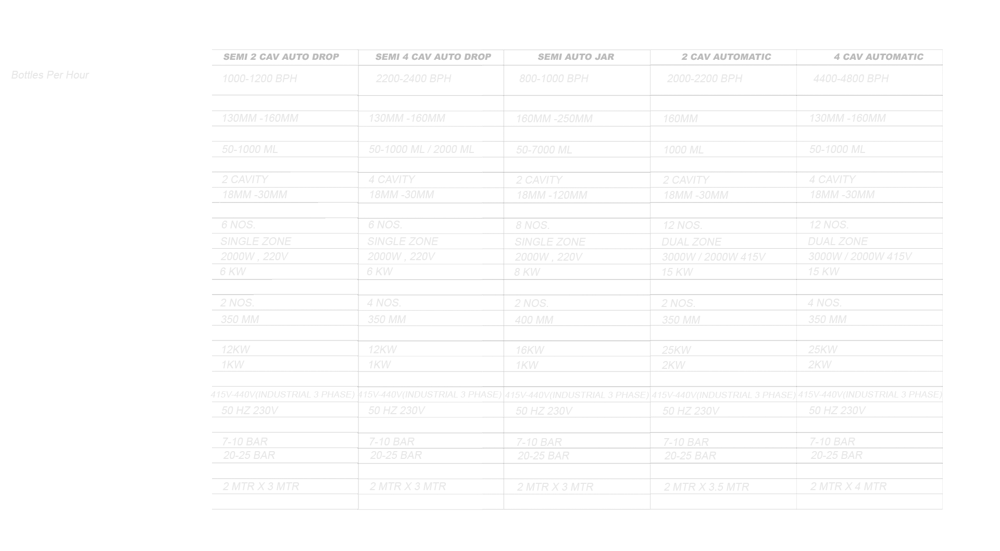 SEMI 2 CAV AUTO DROP SEMI 4 CAV AUTO DROP SEMI AUTO JAR 2 CAV AUTOMATIC 4 CAV AUTOMATIC
Bottles Per Hour 1000-1200 BPH 2200-2400 BPH 800-1000 BPH 2000-2200 BPH 4400-4800 BPH
130MM -160MM 130MM -160MM 160MM -250MM 160MM 130MM -160MM
50-1000 ML 50-1000 ML / 2000 ML 50-7000 ML 1000 ML 50-1000 ML
2 CAVITY 4 CAVITY 2 CAVITY 2 CAVITY 4 CAVITY
18MM -30MM 18MM -30MM 18MM -120MM 18MM -30MM 18MM -30MM
6 NOS. 6 NOS. 8 NOS. 12 NOS. 12 NOS.
SINGLE ZONE SINGLE ZONE SINGLE ZONE DUAL ZONE DUAL ZONE
2000W , 220V 2000W , 220V 2000W , 220V 3000W / 2000W 415V 3000W / 2000W 415V
6 KW 6 KW 8 KW 15 KW 15 KW
2 NOS. 4 NOS. 2 NOS. 2 NOS. 4 NOS.
350 MM 350 MM 400 MM 350 MM 350 MM
12KW 12KW 16KW 25KW 25KW
1KW 1KW 1KW 2KW 2KW
415V-440V(INDUSTRIAL 3 PHASE) 415V-440V(INDUSTRIAL 3 PHASE) 415V-440V(INDUSTRIAL 3 PHASE) 415V-440V(INDUSTRIAL 3 PHASE) 415V-440V(INDUSTRIAL 3 PHASE)
50 HZ 230V 50 HZ 230V 50 HZ 230V 50 HZ 230V 50 HZ 230V
7-10 BAR 7-10 BAR 7-10 BAR 7-10 BAR 7-10 BAR
20-25 BAR 20-25 BAR 20-25 BAR 20-25 BAR 20-25 BAR
2 MTR X 3 MTR 2 MTR X 3 MTR 2 MTR X 3 MTR 2 MTR X 3.5 MTR 2 MTR X 4 MTR